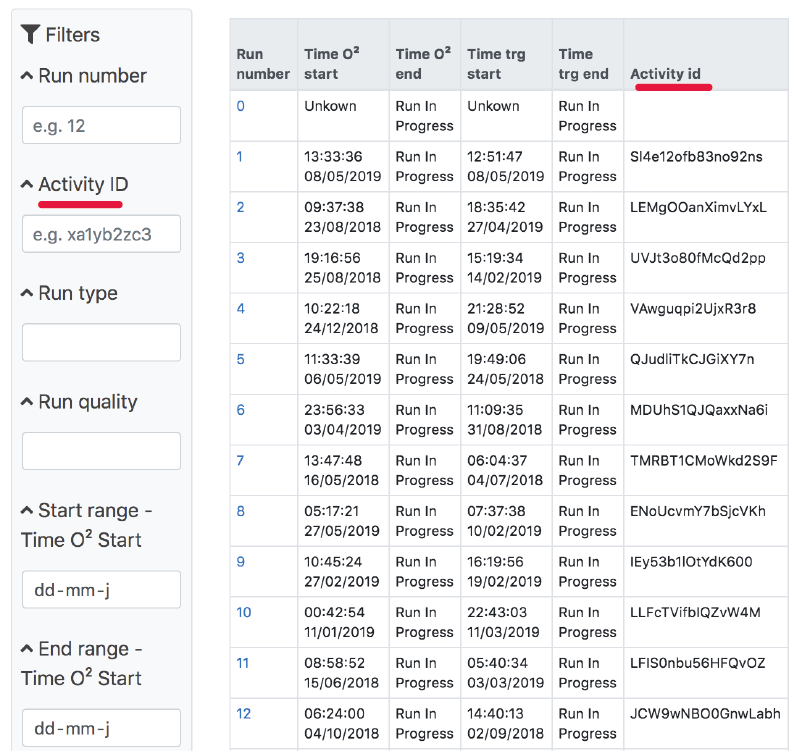 Filters
Run number
e.g. 12
Activity ID
e.g. xa1yb2zc3
Run type
Run quality
Start range -
Time O² Start
dd-mm-j
End range -
Time O² Start
dd-mm-j
Run number Time O² start Time O² end Time trg start Time trg end Activity id
0 Unkown Run In Progress Unkown Run In Progress
1 13:33:36 08/05/2019 Run In Progress 12:51:47 08/05/2019 Run In Progress Sl4e12ofb83no92ns
2 09:37:38 23/08/2018 Run In Progress 18:35:42 27/04/2019 Run In Progress LEMgOOanXimvLYxL
3 19:16:56 25/08/2018 Run In Progress 15:19:34 14/02/2019 Run In Progress UVJt3o80fMcQd2pp
4 10:22:18 24/12/2018 Run In Progress 21:28:52 09/05/2019 Run In Progress VAwguqpi2UjxR3r8
5 11:33:39 06/05/2019 Run In Progress 19:49:06 24/05/2018 Run In Progress QJudliTkCJGiXY7n
6 23:56:33 03/04/2019 Run In Progress 11:09:35 31/08/2018 Run In Progress MDUhS1QJQaxxNa6i
7 13:47:48 16/05/2018 Run In Progress 06:04:37 04/07/2018 Run In Progress TMRBT1CMoWkd2S9F
8 05:17:21 27/05/2019 Run In Progress 07:37:38 10/02/2019 Run In Progress ENoUcvmY7bSjcVKh
9 10:45:24 27/02/2019 Run In Progress 16:19:56 19/02/2019 Run In Progress IEy53b1lOtYdK600
10 00:42:54 11/01/2019 Run In Progress 22:43:03 11/03/2019 Run In Progress LLFcTVifblQZvW4M
11 08:58:52 15/06/2018 Run In Progress 05:40:34 03/03/2019 Run In Progress LFIS0nbu56HFQvOZ
12 06:24:00 04/10/2018 Run In Progress 14:40:13 02/09/2018 Run In Progress JCW9wNBO0GnwLabh